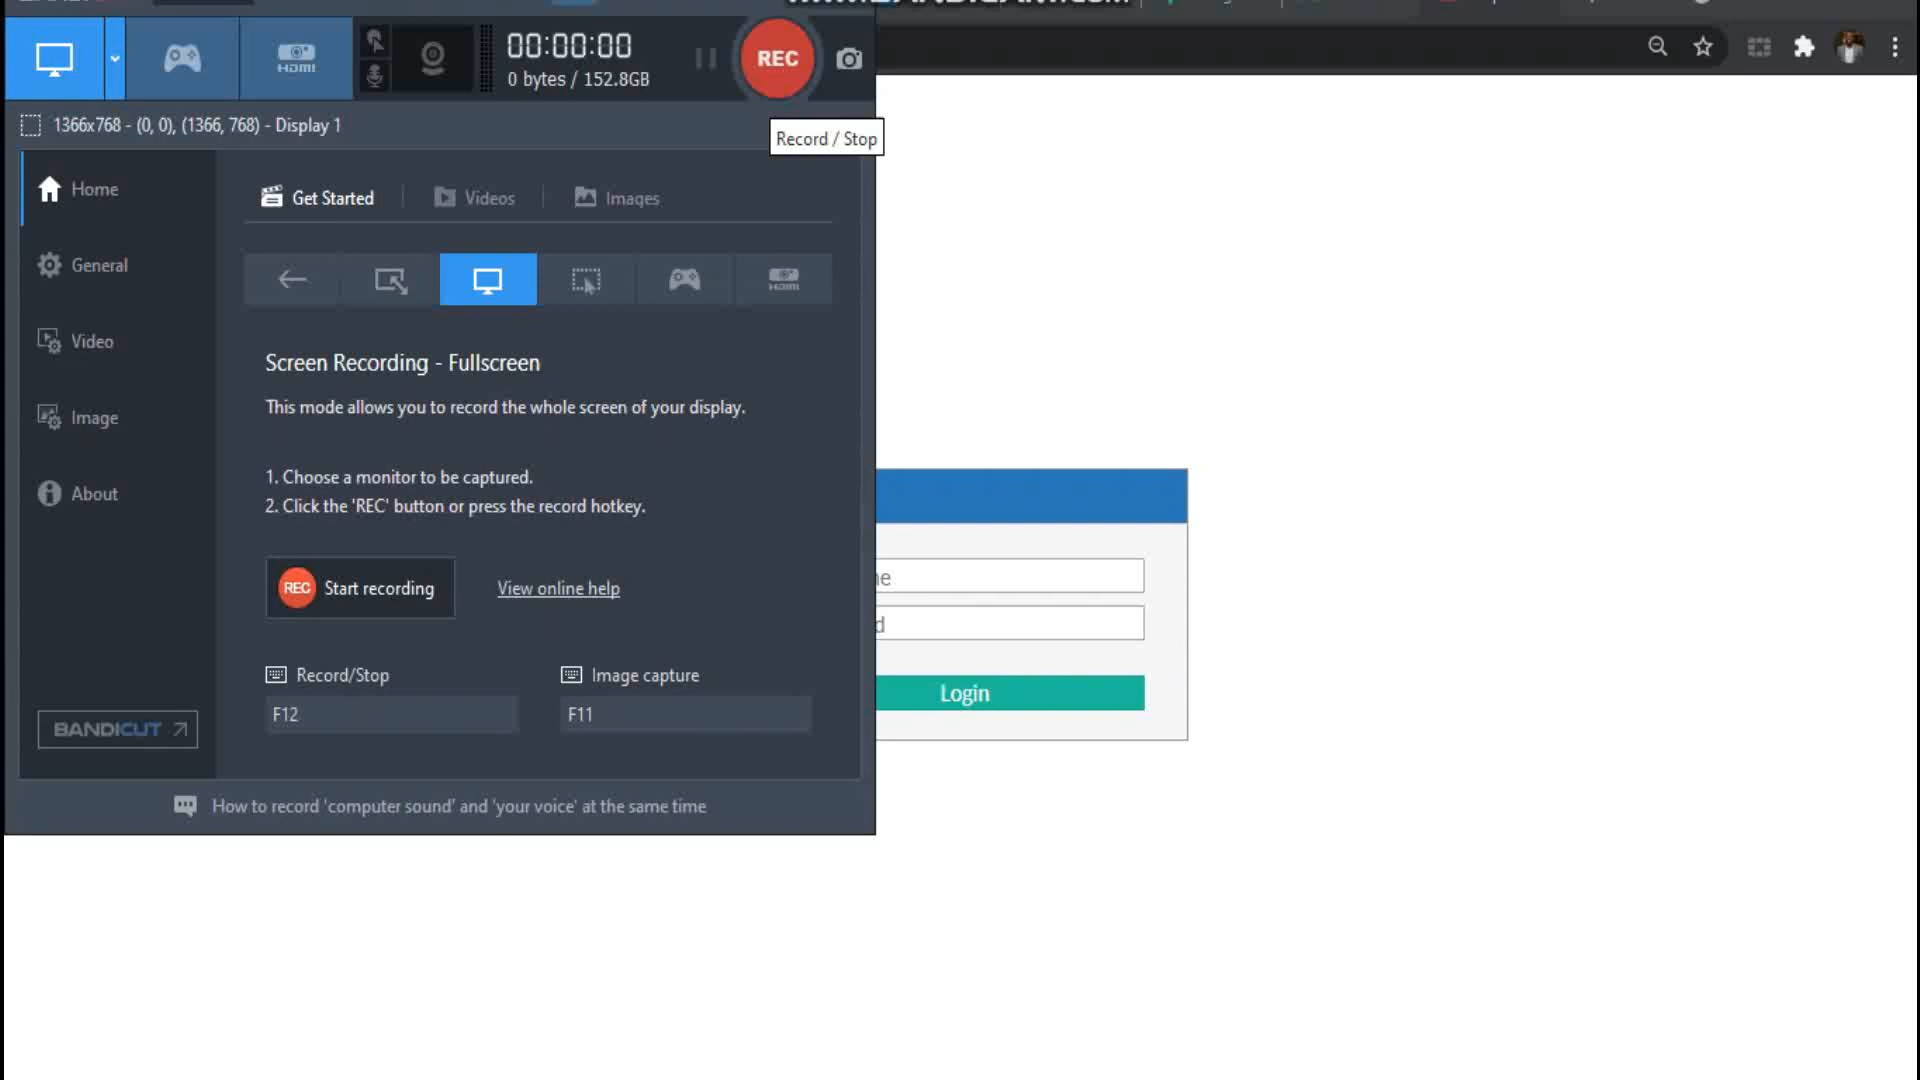 HDMI
00:00:00
0 bytes / 152.8GB
REC
1366x768 - (0, 0), (1366, 768) - Display 1
Record / Stop
Home
General
Video
Image
About
Get Started
Videos
Images
HDMI
Screen Recording - Fullscreen
This mode allows you to record the whole screen of your display.
1. Choose a monitor to be captured.
2. Click the 'REC' button or press the record hotkey.
REC Start recording
View online help
Record/Stop
Image capture
F12
F11
BANDICUT
How to record 'computer sound' and 'your voice' at the same time
Login